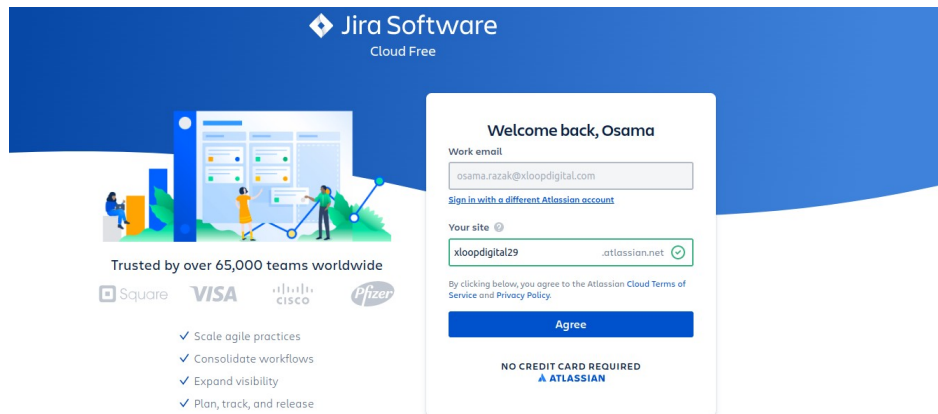 Jira Software
Cloud Free
Trusted by over 65,000 teams worldwide
Square VISA CISCO Pfizer
Scale agile practices
Consolidate workflows
Expand visibility
Plan, track, and release
Welcome back, Osama
Work email
osama.razak@xloopdigital.com
Sign in with a different Atlassian account
Your site ?
xloopdigital29 .atlassian.net
By clicking below, you agree to the Atlassian Cloud Terms of
Service and Privacy Policy.
Agree
NO CREDIT CARD REQUIRED
ATLASSIAN